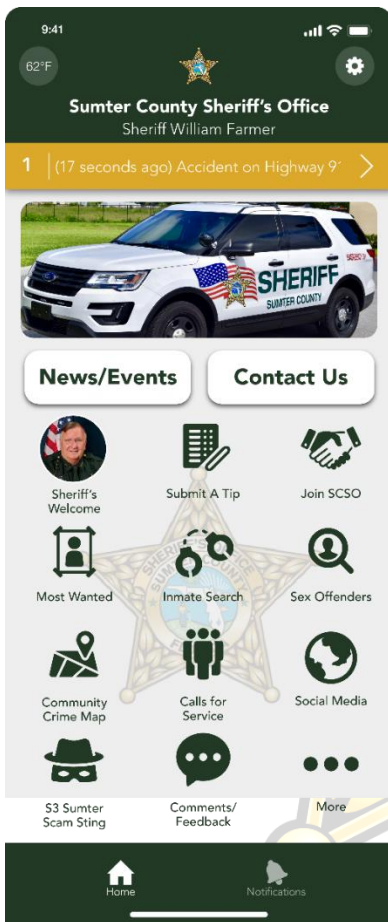 9:41
62°F
Sumter County Sheriff's Office
Sheriff William Farmer
1 (17 seconds ago) Accident on Highway 9
SHERIFF
SUMTER COUNTY
News/Events Contact Us
Sheriff's
Welcome
Submit A Tip
Join SCSO
Most Wanted
Inmate Search
Sex Offenders
Community
Crime Map
Calls for
Service
Social Media
S3 Sumter
Scam Sting
Comments/
Feedback
More
Home
Notifications